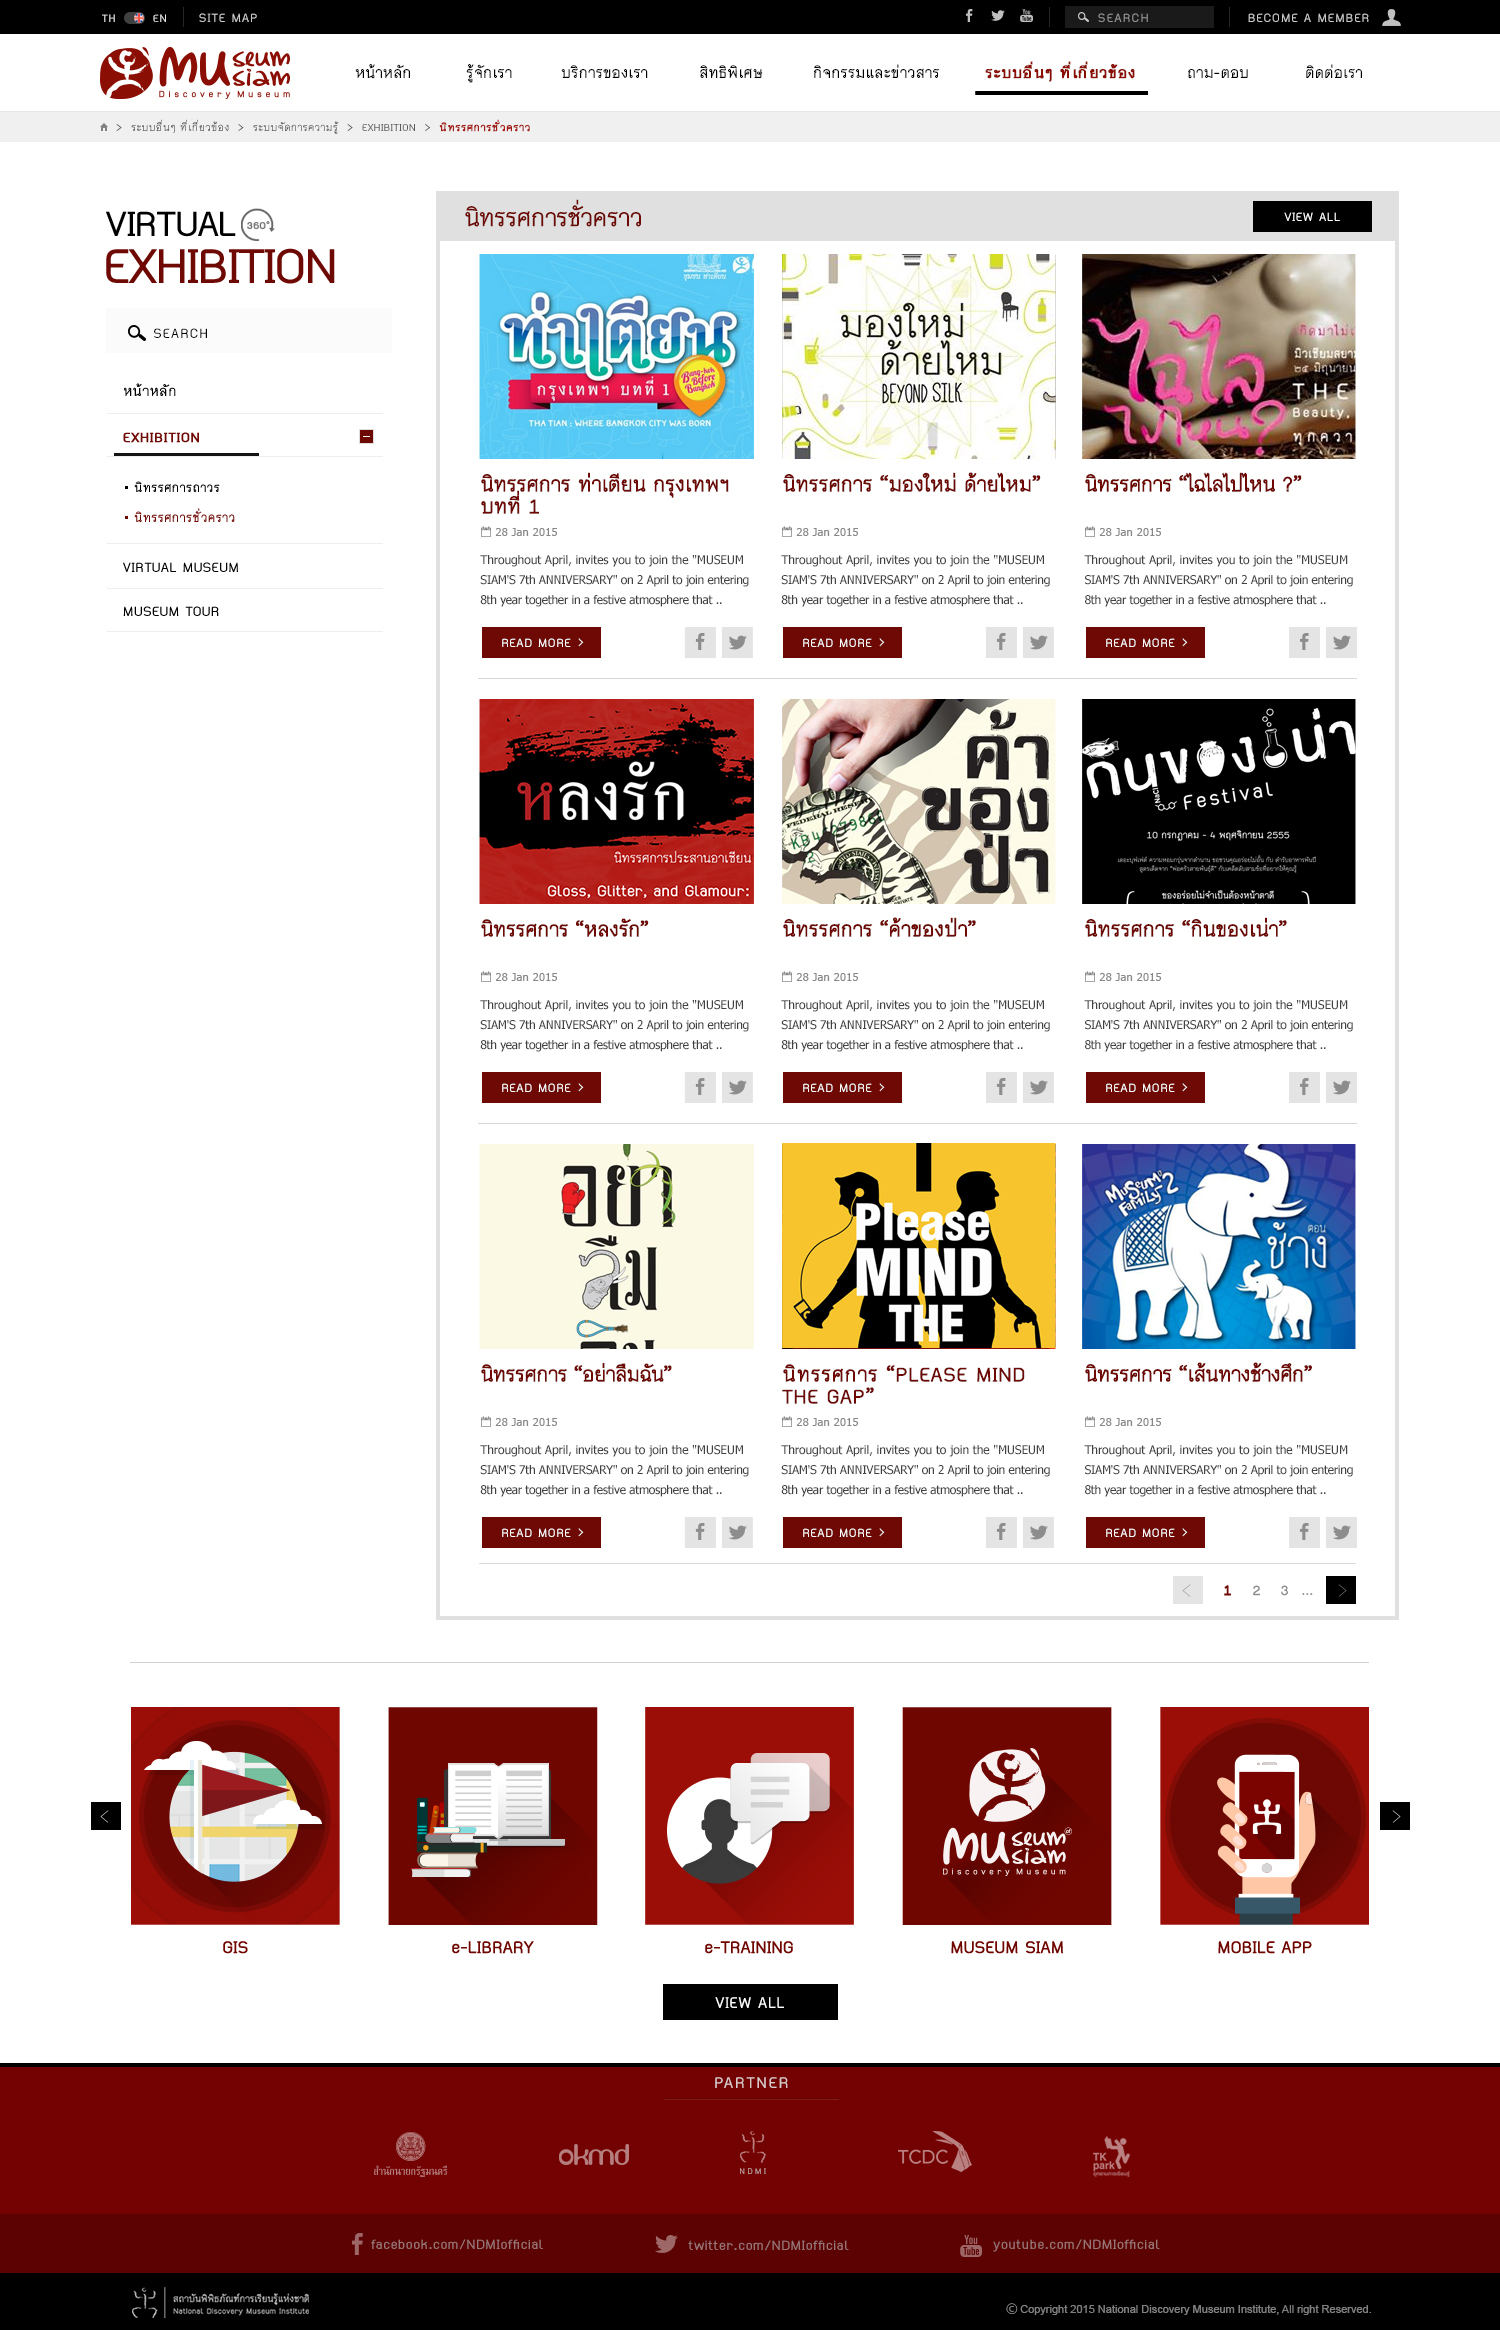 TH EN SITE MAP
SEARCH
BECOME A MEMBER
MUseum siam
Discovery Museum
หน้าหลัก
รู้จักเรา
บริการของเรา
สิทธิพิเศษ
กิจกรรมและข่าวสาร
ระบบอื่นๆ ที่เกี่ยวข้อง
ถาม-ตอบ
ติดต่อเรา
> ระบบอื่นๆ ที่เกี่ยวข้อง > ระบบจัดการความรู้ > EXHIBITION > นิทรรศการชั่วคราว
VIRTUAL 360°
EXHIBITION
SEARCH
หน้าหลัก
EXHIBITION
• นิทรรศการถาวร
• นิทรรศการชั่วคราว
VIRTUAL MUSEUM
MUSEUM TOUR
นิทรรศการชั่วคราว
VIEW ALL
ท่าเตียน
กรุงเทพฯ บทที่ 1
Bang-kok Before Bangkok
THA TIAN : WHERE BANGKOK CITY WAS BORN
มองใหม่
ด้ายไหม
BEYOND SILK
ไฉไล
ไปไหน?
THE
Beauty,
ทุกควา
นิทรรศการ ท่าเตียน กรุงเทพฯ
บทที่ 1
28 Jan 2015
Throughout April, invites you to join the "MUSEUM
SIAM'S 7th ANNIVERSARY" on 2 April to join entering
8th year together in a festive atmosphere that ..
READ MORE >
นิทรรศการ “มองใหม่ ด้ายไหม”
28 Jan 2015
Throughout April, invites you to join the "MUSEUM
SIAM'S 7th ANNIVERSARY" on 2 April to join entering
8th year together in a festive atmosphere that ..
READ MORE >
นิทรรศการ “ไฉไลไปไหน ?”
28 Jan 2015
Throughout April, invites you to join the "MUSEUM
SIAM'S 7th ANNIVERSARY" on 2 April to join entering
8th year together in a festive atmosphere that ..
READ MORE >
หลงรัก
นิทรรศการประสานอาเซียน
Gloss, Glitter, and Glamour:
ค้า
ของ
ป่า
กินของเน่า
Festival
10 กรกฎาคม - 4 พฤศจิกายน 2555
ของอร่อยไม่จำเป็นต้องหน้าตาดี
นิทรรศการ “หลงรัก”
28 Jan 2015
Throughout April, invites you to join the "MUSEUM
SIAM'S 7th ANNIVERSARY" on 2 April to join entering
8th year together in a festive atmosphere that ..
READ MORE >
นิทรรศการ “ค้าของป่า”
28 Jan 2015
Throughout April, invites you to join the "MUSEUM
SIAM'S 7th ANNIVERSARY" on 2 April to join entering
8th year together in a festive atmosphere that ..
READ MORE >
นิทรรศการ “กินของเน่า”
28 Jan 2015
Throughout April, invites you to join the "MUSEUM
SIAM'S 7th ANNIVERSARY" on 2 April to join entering
8th year together in a festive atmosphere that ..
READ MORE >
อย่า
ลืม
Please
MIND
THE
Museum Family 2
ตอน
ช้าง
นิทรรศการ “อย่าลืมฉัน”
28 Jan 2015
Throughout April, invites you to join the "MUSEUM
SIAM'S 7th ANNIVERSARY" on 2 April to join entering
8th year together in a festive atmosphere that ..
READ MORE >
นิทรรศการ “PLEASE MIND
THE GAP”
28 Jan 2015
Throughout April, invites you to join the "MUSEUM
SIAM'S 7th ANNIVERSARY" on 2 April to join entering
8th year together in a festive atmosphere that ..
READ MORE >
นิทรรศการ “เส้นทางช้างศึก”
28 Jan 2015
Throughout April, invites you to join the "MUSEUM
SIAM'S 7th ANNIVERSARY" on 2 April to join entering
8th year together in a festive atmosphere that ..
READ MORE >
< 1 2 3 ... >
MUseum of siam
Discovery Museum
GIS
e-LIBRARY
e-TRAINING
MUSEUM SIAM
MOBILE APP
VIEW ALL
PARTNER
สำนักนายกรัฐมนตรี
okmd
NDMI
TCDC
TK park
facebook.com/NDMIofficial
twitter.com/NDMIofficial
You Tube youtube.com/NDMIofficial
สถาบันพิพิธภัณฑ์การเรียนรู้แห่งชาติ
National Discovery Museum Institute
© Copyright 2015 National Discovery Museum Institute, All right Reserved.